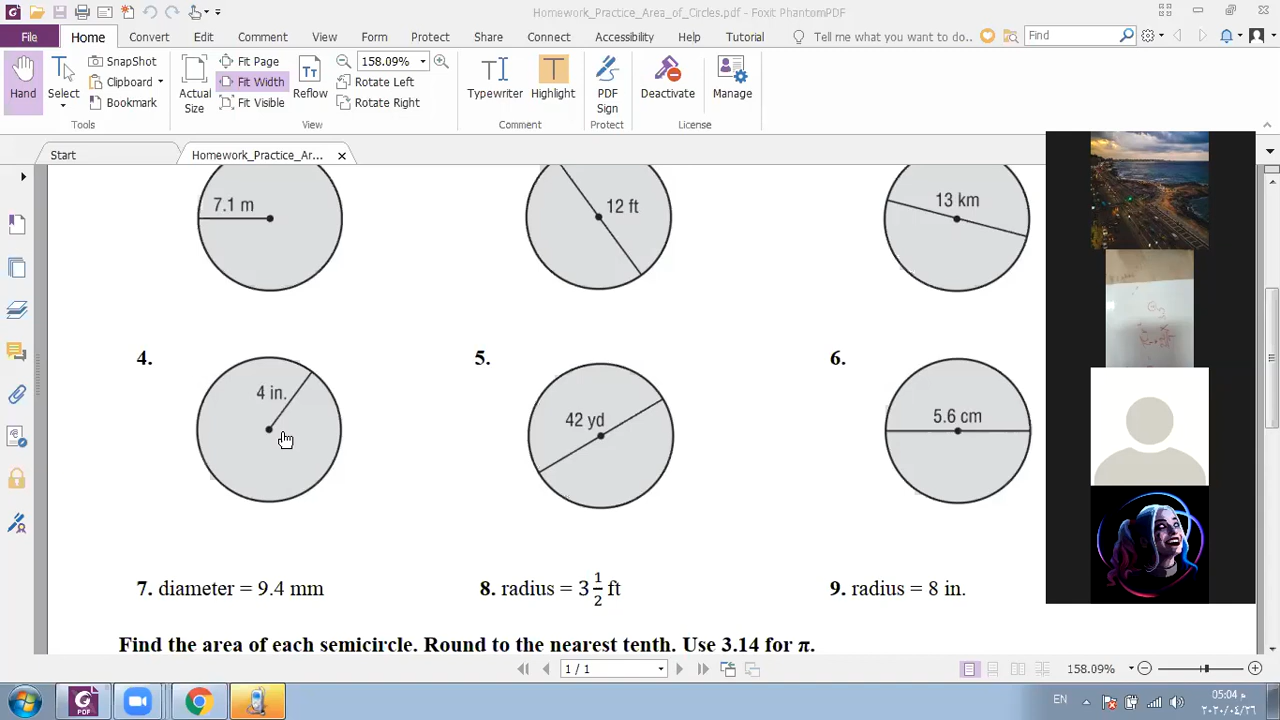 Homework_Practice_Area_of_Circles.pdf - Foxit PhantomPDF
File Home Convert Edit Comment View Form Protect Share Connect Accessibility Help Tutorial Tell me what you want to do.. Find
Hand
Select
SnapShot
Clipboard
Bookmark
Tools
Actual Size
Fit Page
Fit Width
Fit Visible
Reflow
Rotate Left
Rotate Right
158.09%
View
Typewriter
Highlight
Comment
PDF Sign
Protect
Deactivate
Manage
License
Start Homework_Practice_Ar...
7.1 m 12 ft 13 km
4. 4 in. 5. 42 yd 6. 5.6 cm
7. diameter = 9.4 mm 8. radius = 3 1/2 ft 9. radius = 8 in.
Find the area of each semicircle. Round to the nearest tenth. Use 3.14 for π.
1 / 1 158.09%
PDF
EN
05:04 م
٢٠٢٠/٠٤/٢٦